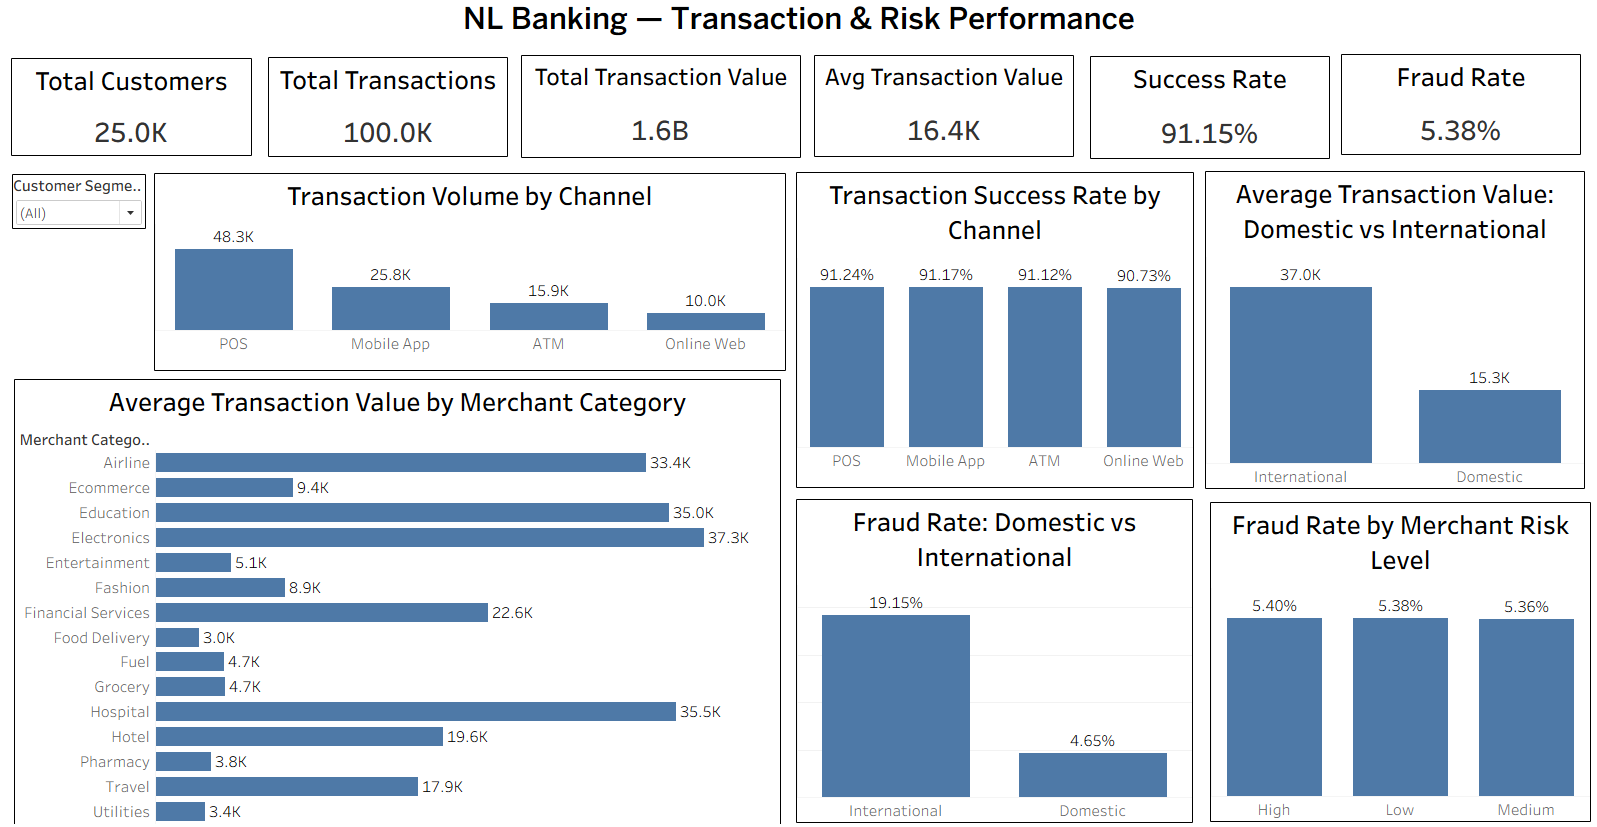 NL Banking — Transaction & Risk Performance
Total Customers
25.0K
Total Transactions
100.0K
Total Transaction Value
1.6B
Avg Transaction Value
16.4K
Success Rate
91.15%
Fraud Rate
5.38%
Customer Segme..
(All)
Transaction Volume by Channel
48.3K
25.8K
15.9K
10.0K
POS
Mobile App
ATM
Online Web
Transaction Success Rate by
Channel
91.24%
91.17%
91.12%
90.73%
POS
Mobile App
ATM
Online Web
Average Transaction Value:
Domestic vs International
37.0K
15.3K
International
Domestic
Average Transaction Value by Merchant Category
Merchant Catego..
Airline 33.4K
Ecommerce 9.4K
Education 35.0K
Electronics 37.3K
Entertainment 5.1K
Fashion 8.9K
Financial Services 22.6K
Food Delivery 3.0K
Fuel 4.7K
Grocery 4.7K
Hospital 35.5K
Hotel 19.6K
Pharmacy 3.8K
Travel 17.9K
Utilities 3.4K
Fraud Rate: Domestic vs
International
19.15%
4.65%
International
Domestic
Fraud Rate by Merchant Risk
Level
5.40%
5.38%
5.36%
High
Low
Medium